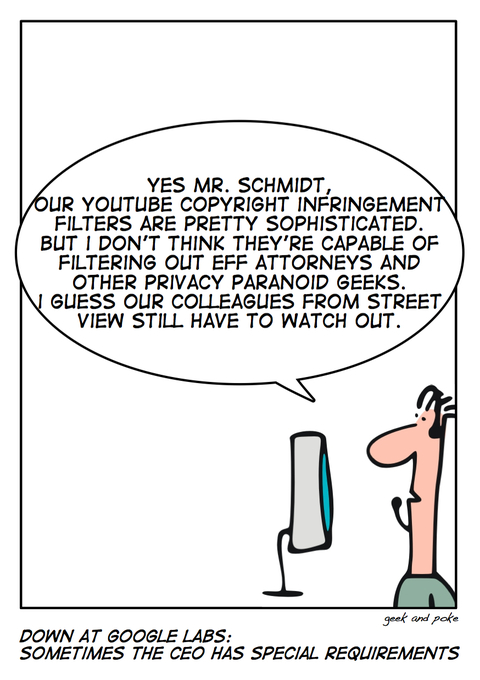 YES MR. SCHMIDT,
OUR YOUTUBE COPYRIGHT INFRINGEMENT
FILTERS ARE PRETTY SOPHISTICATED.
BUT I DON'T THINK THEY'RE CAPABLE OF
FILTERING OUT EFF ATTORNEYS AND
OTHER PRIVACY PARANOID GEEKS.
I GUESS OUR COLLEAGUES FROM STREET
VIEW STILL HAVE TO WATCH OUT.
geek and poke
DOWN AT GOOGLE LABS:
SOMETIMES THE CEO HAS SPECIAL REQUIREMENTS